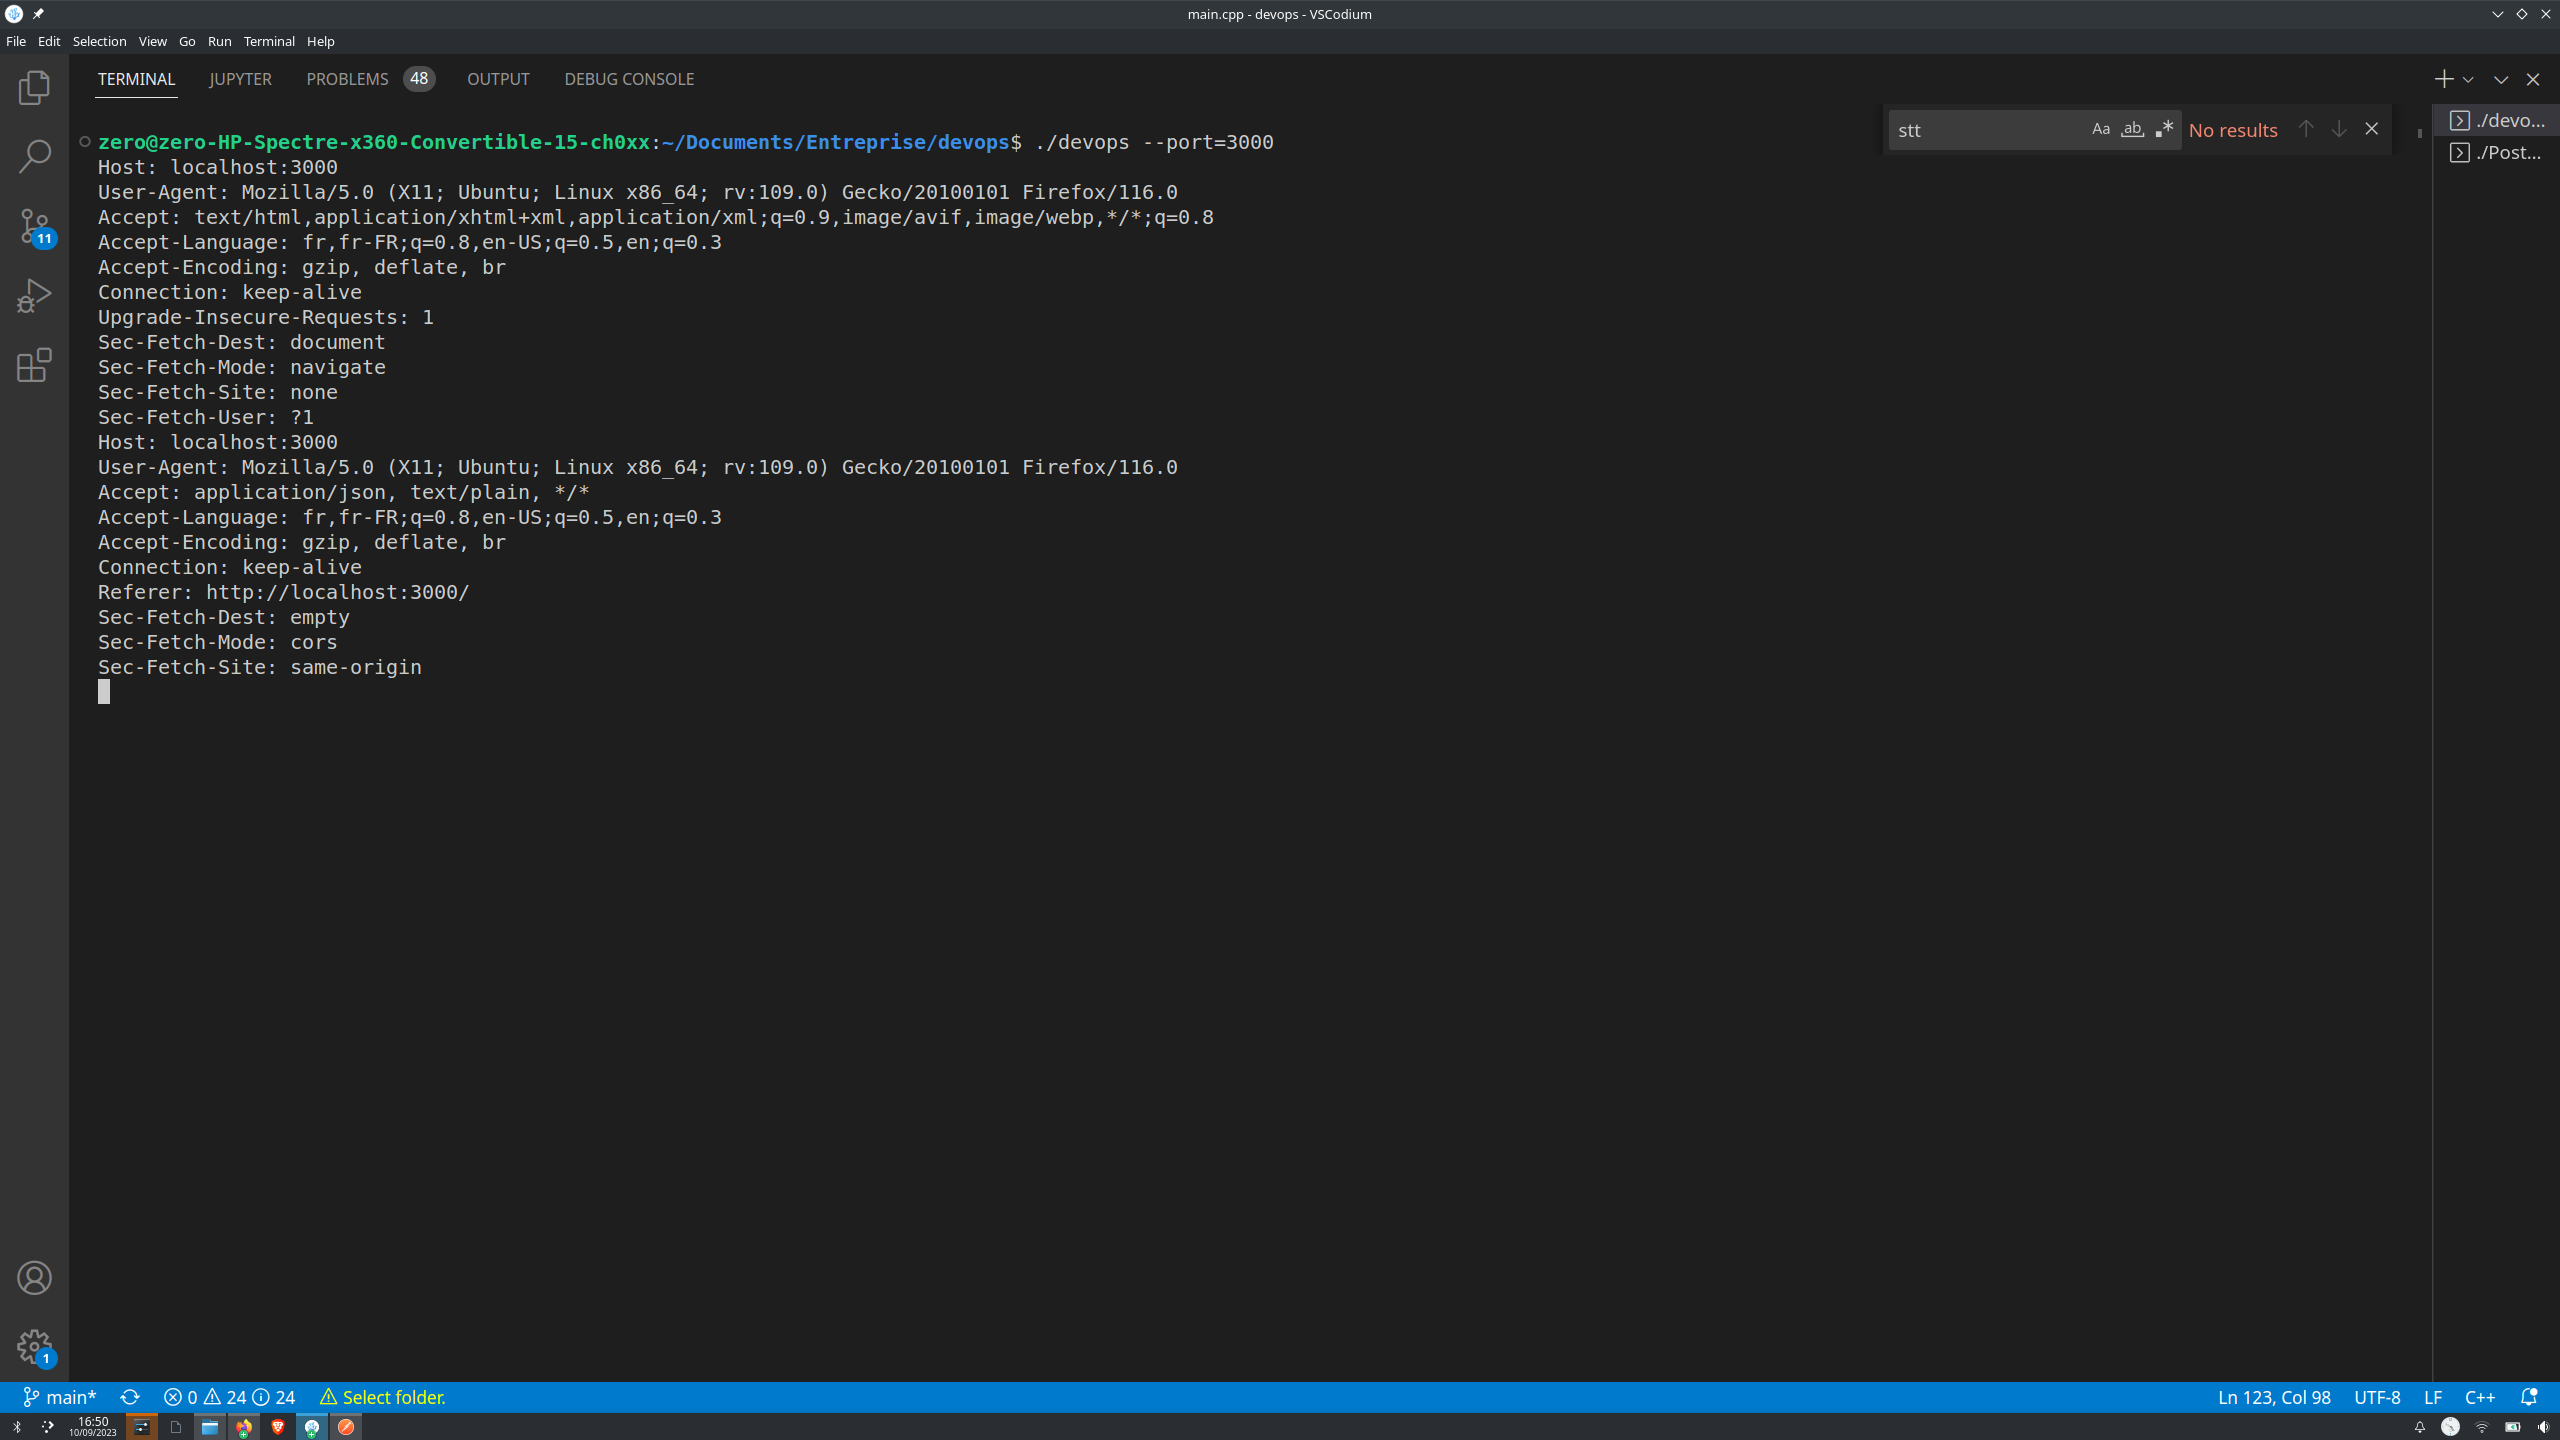 main.cpp - devops - VSCodium
File Edit Selection View Go Run Terminal Help
TERMINAL JUPYTER PROBLEMS 48 OUTPUT DEBUG CONSOLE
stt Aa ab No results
./devo...
./Post...
zero@zero-HP-Spectre-x360-Convertible-15-ch0xx:~/Documents/Entreprise/devops$ ./devops --port=3000
Host: localhost:3000
User-Agent: Mozilla/5.0 (X11; Ubuntu; Linux x86_64; rv:109.0) Gecko/20100101 Firefox/116.0
Accept: text/html,application/xhtml+xml,application/xml;q=0.9,image/avif,image/webp,*/*;q=0.8
Accept-Language: fr,fr-FR;q=0.8,en-US;q=0.5,en;q=0.3
Accept-Encoding: gzip, deflate, br
Connection: keep-alive
Upgrade-Insecure-Requests: 1
Sec-Fetch-Dest: document
Sec-Fetch-Mode: navigate
Sec-Fetch-Site: none
Sec-Fetch-User: ?1
Host: localhost:3000
User-Agent: Mozilla/5.0 (X11; Ubuntu; Linux x86_64; rv:109.0) Gecko/20100101 Firefox/116.0
Accept: application/json, text/plain, */*
Accept-Language: fr,fr-FR;q=0.8,en-US;q=0.5,en;q=0.3
Accept-Encoding: gzip, deflate, br
Connection: keep-alive
Referer: http://localhost:3000/
Sec-Fetch-Dest: empty
Sec-Fetch-Mode: cors
Sec-Fetch-Site: same-origin
11
1
main* 0 24 24 Select folder. Ln 123, Col 98 UTF-8 LF C++
16:50
10/09/2023